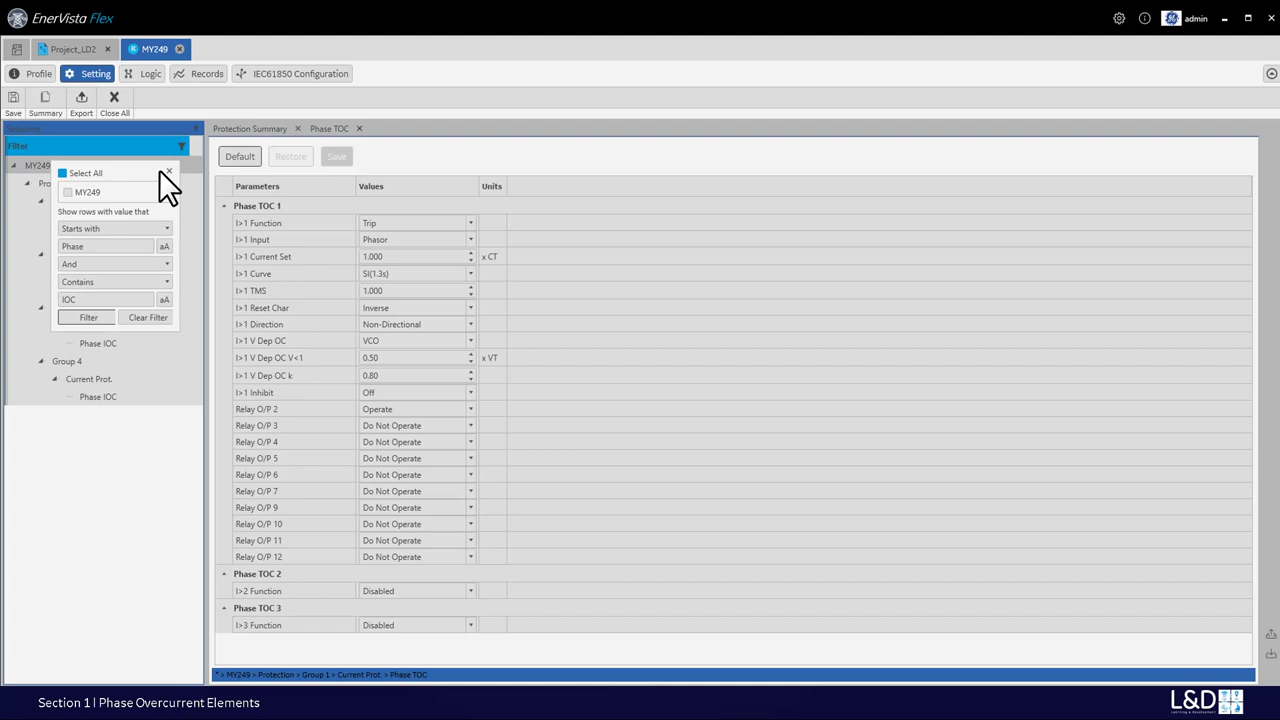 EnerVista Flex
admin
Project_LD2
MY249
Profile
Setting
Logic
Records
IEC61850 Configuration
Save
Summary
Export
Close All
Setpoints
Filter
MY249
Pro
Select All
MY249
Show rows with value that
Starts with
Phase
aA
And
Contains
IOC
aA
Filter
Clear Filter
Phase IOC
Group 4
Current Prot.
Phase IOC
Protection Summary
Phase TOC
Default
Restore
Save
Parameters Values Units
Phase TOC 1
I>1 Function Trip
I>1 Input Phasor
I>1 Current Set 1.000 x CT
I>1 Curve SI(1.3s)
I>1 TMS 1.000
I>1 Reset Char Inverse
I>1 Direction Non-Directional
I>1 V Dep OC VCO
I>1 V Dep OC V<1 0.50 x VT
I>1 V Dep OC k 0.80
I>1 Inhibit Off
Relay O/P 2 Operate
Relay O/P 3 Do Not Operate
Relay O/P 4 Do Not Operate
Relay O/P 5 Do Not Operate
Relay O/P 6 Do Not Operate
Relay O/P 7 Do Not Operate
Relay O/P 9 Do Not Operate
Relay O/P 10 Do Not Operate
Relay O/P 11 Do Not Operate
Relay O/P 12 Do Not Operate
Phase TOC 2
I>2 Function Disabled
Phase TOC 3
I>3 Function Disabled
* > MY249 > Protection > Group 1 > Current Prot. > Phase TOC
Section 1 | Phase Overcurrent Elements
L&D
Learning & Development